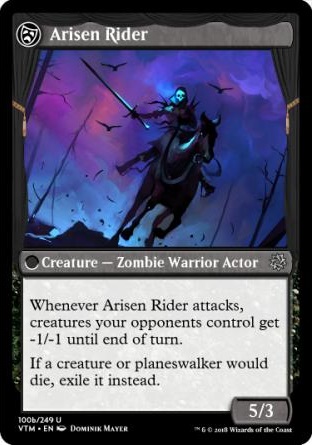 Arisen Rider
Creature — Zombie Warrior Actor
Whenever Arisen Rider attacks,
creatures your opponents control get
-1/-1 until end of turn.
If a creature or planeswalker would
die, exile it instead.
5/3
100b/249 U
VTM • EN DOMINIK MAYER
™ & © 2018 Wizards of the Coast